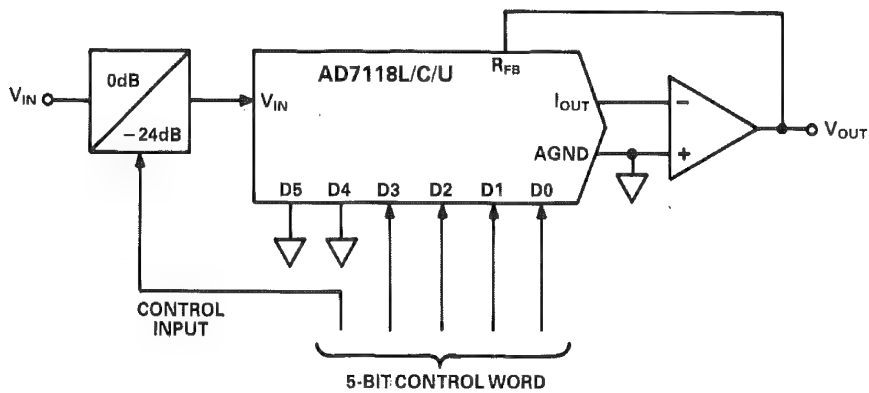 R_FB
0dB
AD7118L/C/U
V_IN
V_IN
I_OUT
−
−24dB
V_OUT
AGND
+
D5 D4 D3 D2 D1 D0
CONTROL
INPUT
5-BIT CONTROL WORD